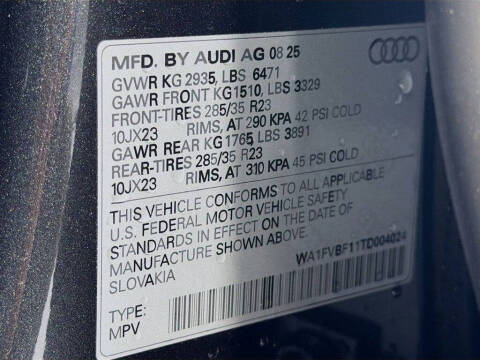 MFD. BY AUDI AG 08 25
GVWR KG 2935, LBS 6471
GAWR FRONT KG1510, LBS 3329
FRONT-TIRES 285/35 R23
10JX23 RIMS, AT 290 KPA 42 PSI COLD
GAWR REAR KG 1765 LBS 3891
REAR-TIRES 285/35 R23
10JX23 RIMS, AT 310 KPA 45 PSI COLD
THIS VEHICLE CONFORMS TO ALL APPLICABLE
U.S. FEDERAL MOTOR VEHICLE SAFETY
STANDARDS IN EFFECT ON THE DATE OF
MANUFACTURE SHOWN ABOVE.
SLOVAKIA
WA1FVBF11TD004024
TYPE:
MPV